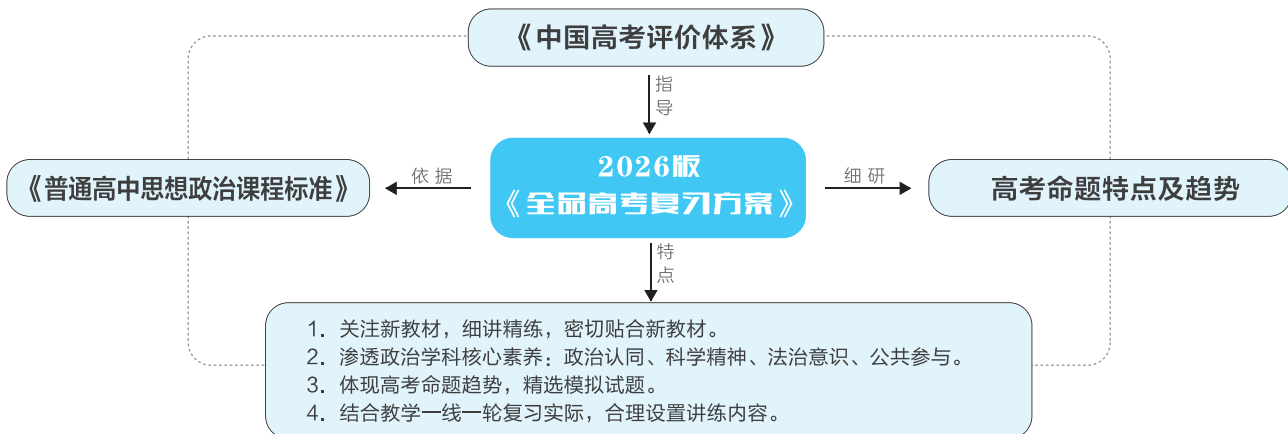 《中国高考评价体系》
指导
《普通高中思想政治课程标准》
依据
2026版
《全品高考复习方案》
细研
高考命题特点及趋势
特点
1. 关注新教材，细讲精练，密切贴合新教材。
2. 渗透政治学科核心素养：政治认同、科学精神、法治意识、公共参与。
3. 体现高考命题趋势，精选模拟试题。
4. 结合教学一线一轮复习实际，合理设置讲练内容。